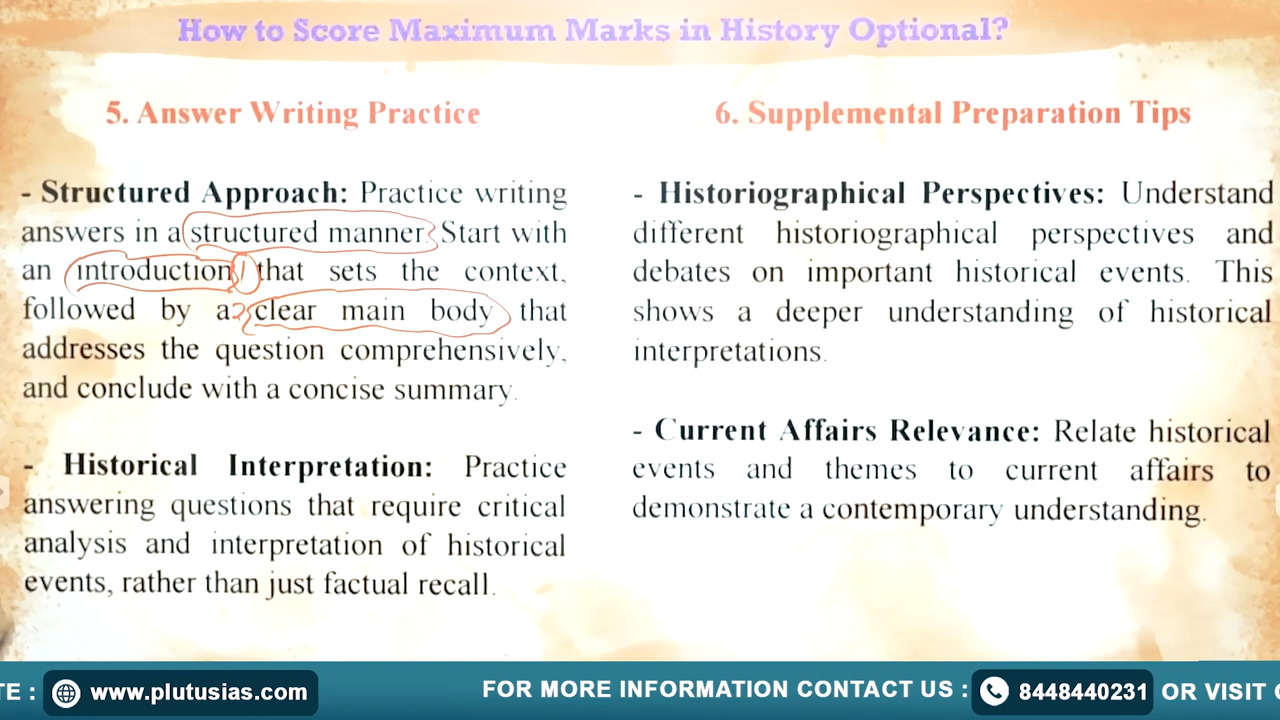 How to Score Maximum Marks in History Optional?
5. Answer Writing Practice
- Structured Approach: Practice writing
answers in a structured manner. Start with
an introduction that sets the context,
followed by a clear main body that
addresses the question comprehensively,
and conclude with a concise summary.
- Historical Interpretation: Practice
answering questions that require critical
analysis and interpretation of historical
events, rather than just factual recall.
6. Supplemental Preparation Tips
- Historiographical Perspectives: Understand
different historiographical perspectives and
debates on important historical events. This
shows a deeper understanding of historical
interpretations.
- Current Affairs Relevance: Relate historical
events and themes to current affairs to
demonstrate a contemporary understanding.
TE : www.plutusias.com FOR MORE INFORMATION CONTACT US : 8448440231 OR VISIT